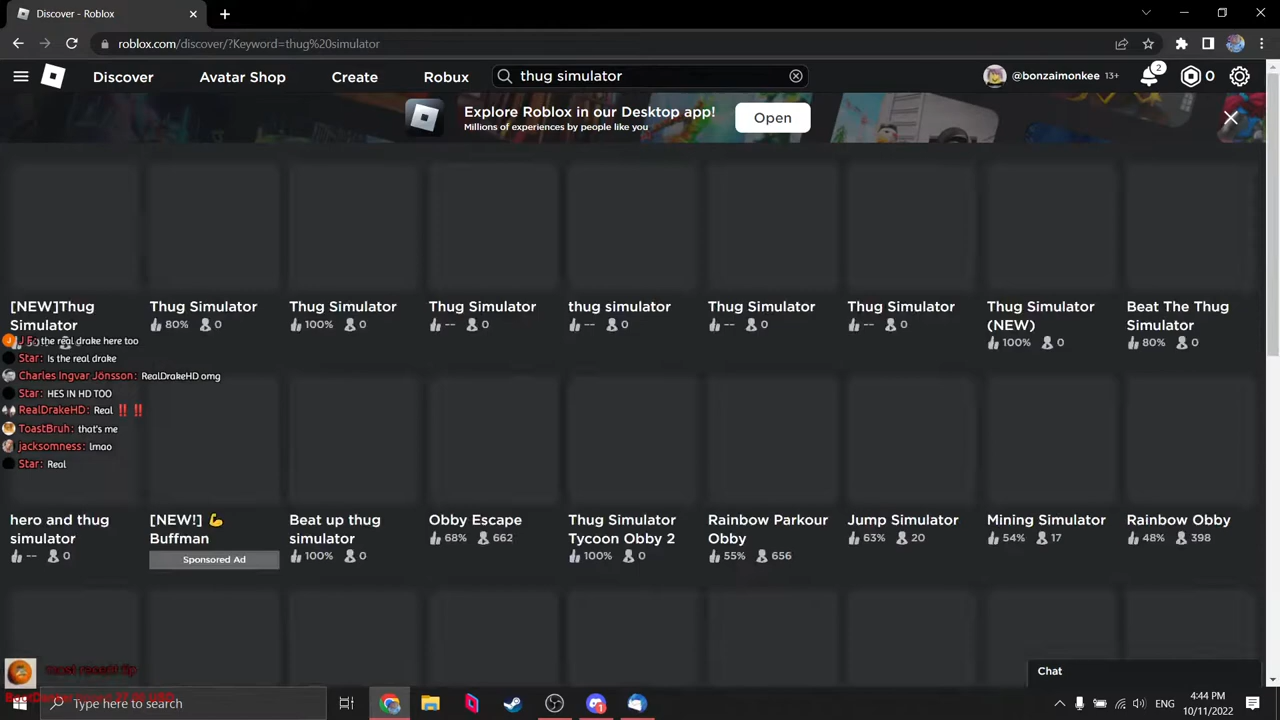 Discover - Roblox
roblox.com/discover/?Keyword=thug%20simulator
Discover Avatar Shop Create Robux thug simulator @bonzaimonkee 13+ 2 0
Explore Roblox in our Desktop app!
Millions of experiences by people like you
Open
[NEW]Thug Simulator
Thug Simulator
80% 0
Thug Simulator
100% 0
Thug Simulator
-- 0
thug simulator
-- 0
Thug Simulator
-- 0
Thug Simulator
-- 0
Thug Simulator (NEW)
100% 0
Beat The Thug Simulator
80% 0
the real drake here too
Star: Is the real drake
Charles Ingvar Jönsson: RealDrakeHD omg
Star: HES IN HD TOO
RealDrakeHD: Real ‼️ ‼️
ToastBruh: that's me
jacksomness: lmao
Star: Real
hero and thug simulator
-- 0
[NEW!] 💪 Buffman
Sponsored Ad
Beat up thug simulator
100% 0
Obby Escape
68% 662
Thug Simulator Tycoon Obby 2
100% 0
Rainbow Parkour Obby
55% 656
Jump Simulator
63% 20
Mining Simulator
54% 17
Rainbow Obby
48% 398
most recent tip
Chat
Type here to search
ENG
4:44 PM
10/11/2022